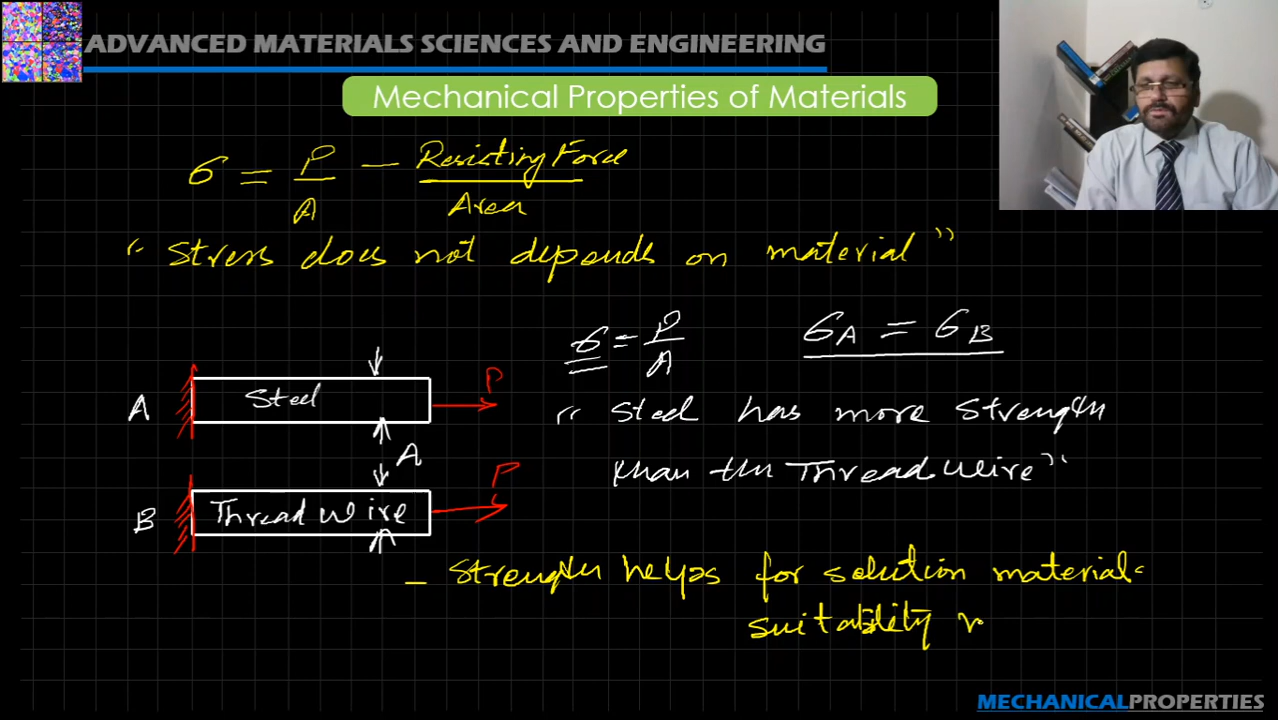 ADVANCED MATERIALS SCIENCES AND ENGINEERING
Mechanical Properties of Materials
σ = P/A — Resisting Force/Area
"Stress does not depends on material"
σ = P/A
σA = σB
A
Steel
P
"Steel has more strength
than the Thread wire"
A
B
Thread wire
P
- Strength helps for solution material
suitability
MECHANICALPROPERTIES